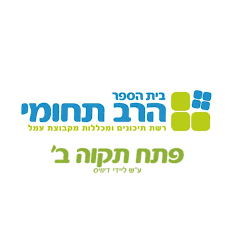 בית הספר
הרב תחומי
רשת תיכונים ומכללות מקבוצת עמל
פתח תקוה ב'
ע"ש ליידי דיוויס